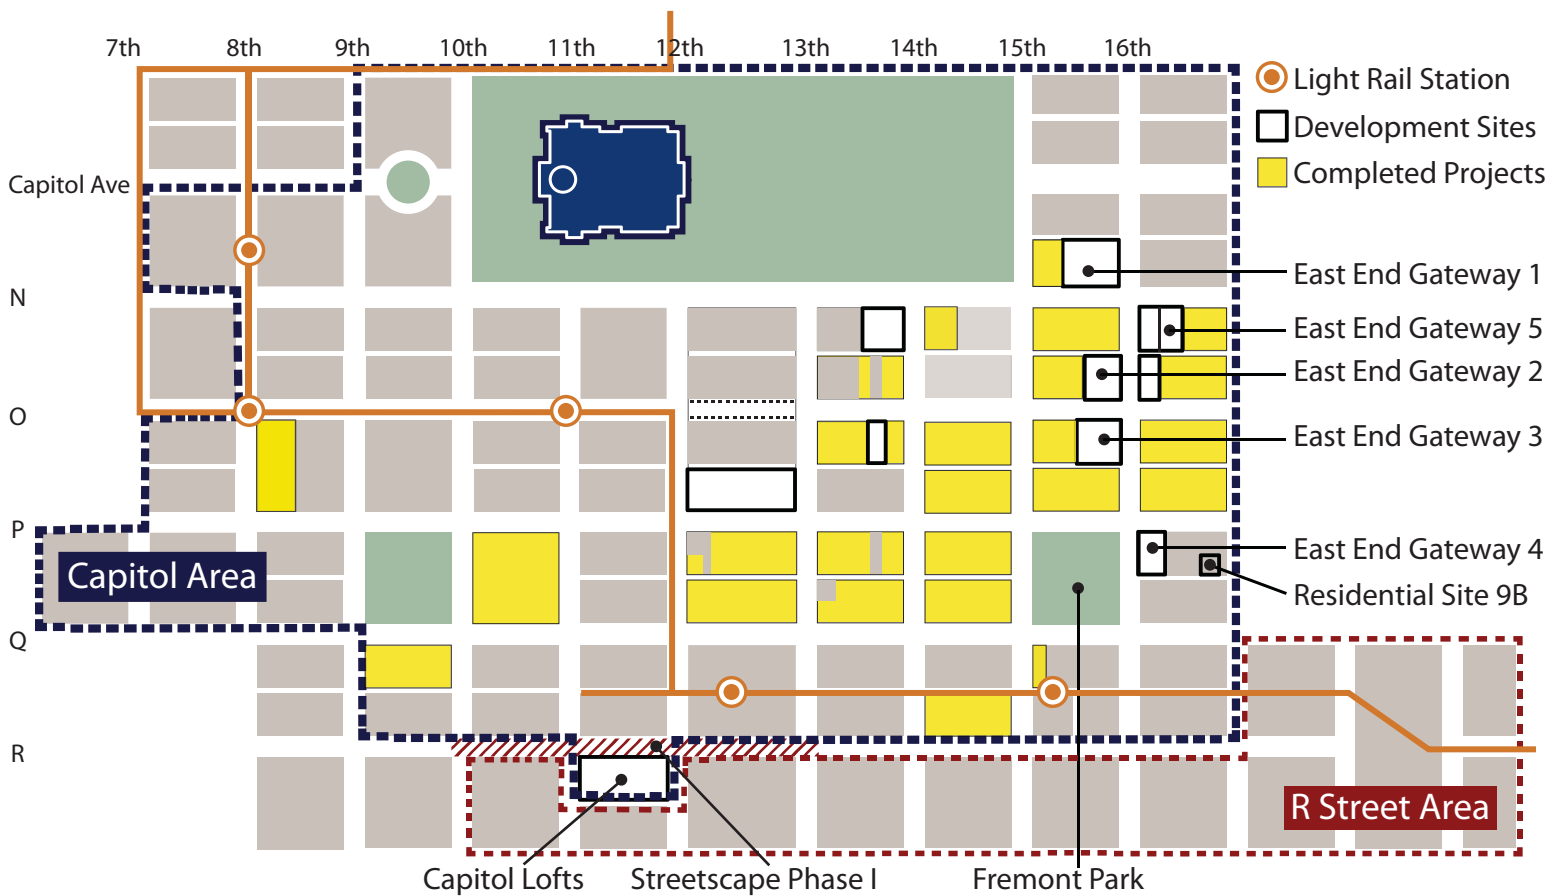 7th 8th 9th 10th 11th 12th 13th 14th 15th 16th
Light Rail Station
Development Sites
Completed Projects
Capitol Ave
East End Gateway 1
N
East End Gateway 5
East End Gateway 2
O
East End Gateway 3
P
East End Gateway 4
Capitol Area
Residential Site 9B
Q
R
R Street Area
Capitol Lofts Streetscape Phase I Fremont Park